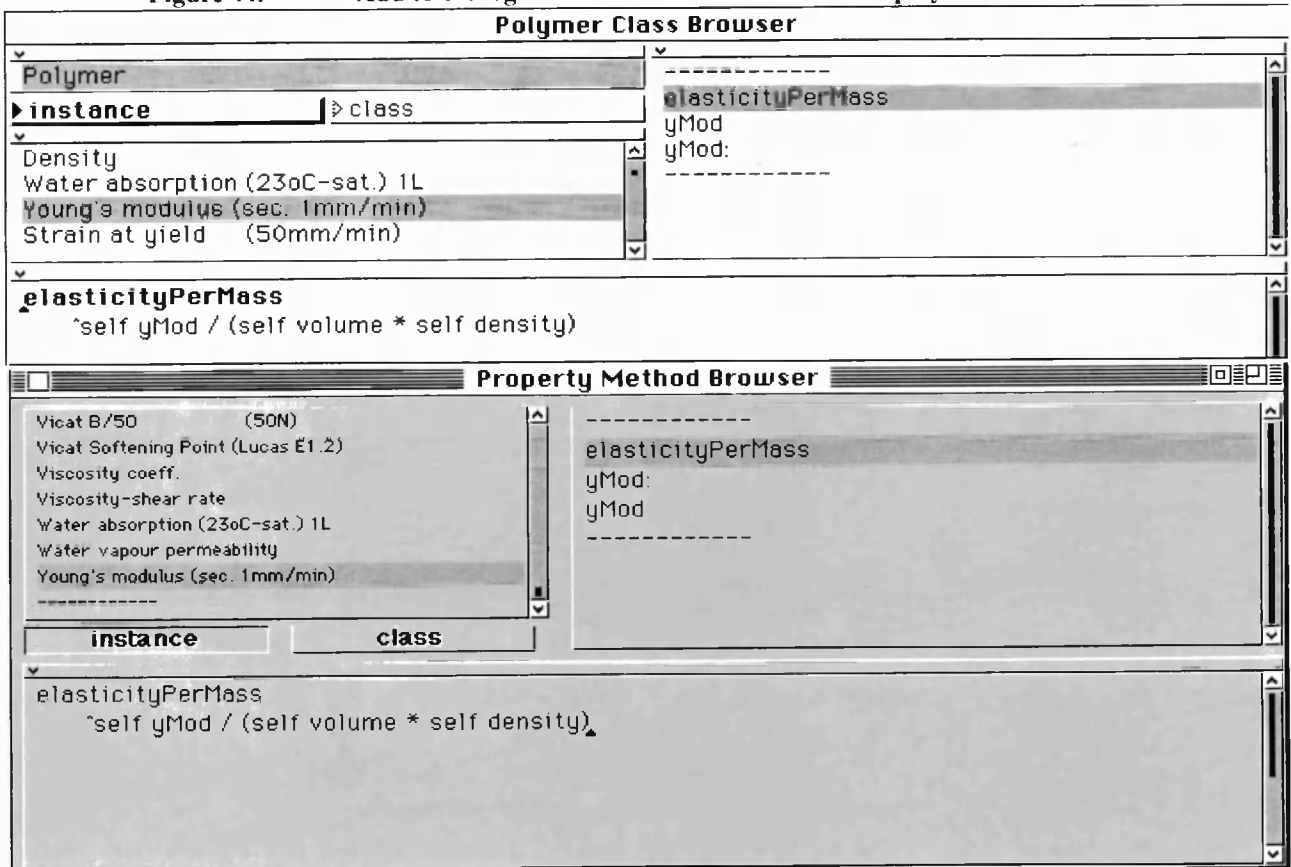 Polymer Class Browser
Polymer
instance
class
Density
Water absorption (23oC-sat.) 1L
Young's modulus (sec. 1mm/min)
Strain at yield (50mm/min)
------------
elasticityPerMass
yMod
yMod:
------------
elasticityPerMass
^self yMod / (self volume * self density)
Property Method Browser
Vicat B/50 (50N)
Vicat Softening Point (Lucas E1.2)
Viscosity coeff.
Viscosity-shear rate
Water absorption (23oC-sat.) 1L
Water vapour permeability
Young's modulus (sec. 1mm/min)
------------
instance
class
------------
elasticityPerMass
yMod:
yMod
------------
elasticityPerMass
^self yMod / (self volume * self density)